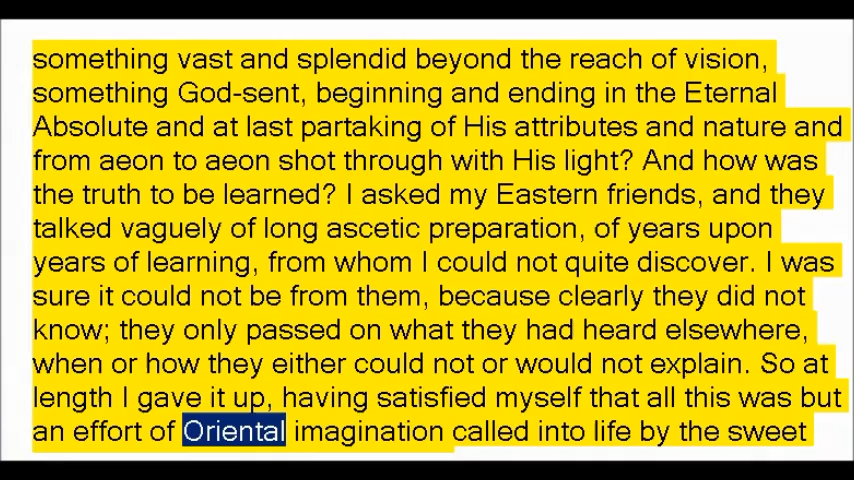 something vast and splendid beyond the reach of vision,
something God-sent, beginning and ending in the Eternal
Absolute and at last partaking of His attributes and nature and
from aeon to aeon shot through with His light? And how was
the truth to be learned? I asked my Eastern friends, and they
talked vaguely of long ascetic preparation, of years upon
years of learning, from whom I could not quite discover. I was
sure it could not be from them, because clearly they did not
know; they only passed on what they had heard elsewhere,
when or how they either could not or would not explain. So at
length I gave it up, having satisfied myself that all this was but
an effort of Oriental imagination called into life by the sweet